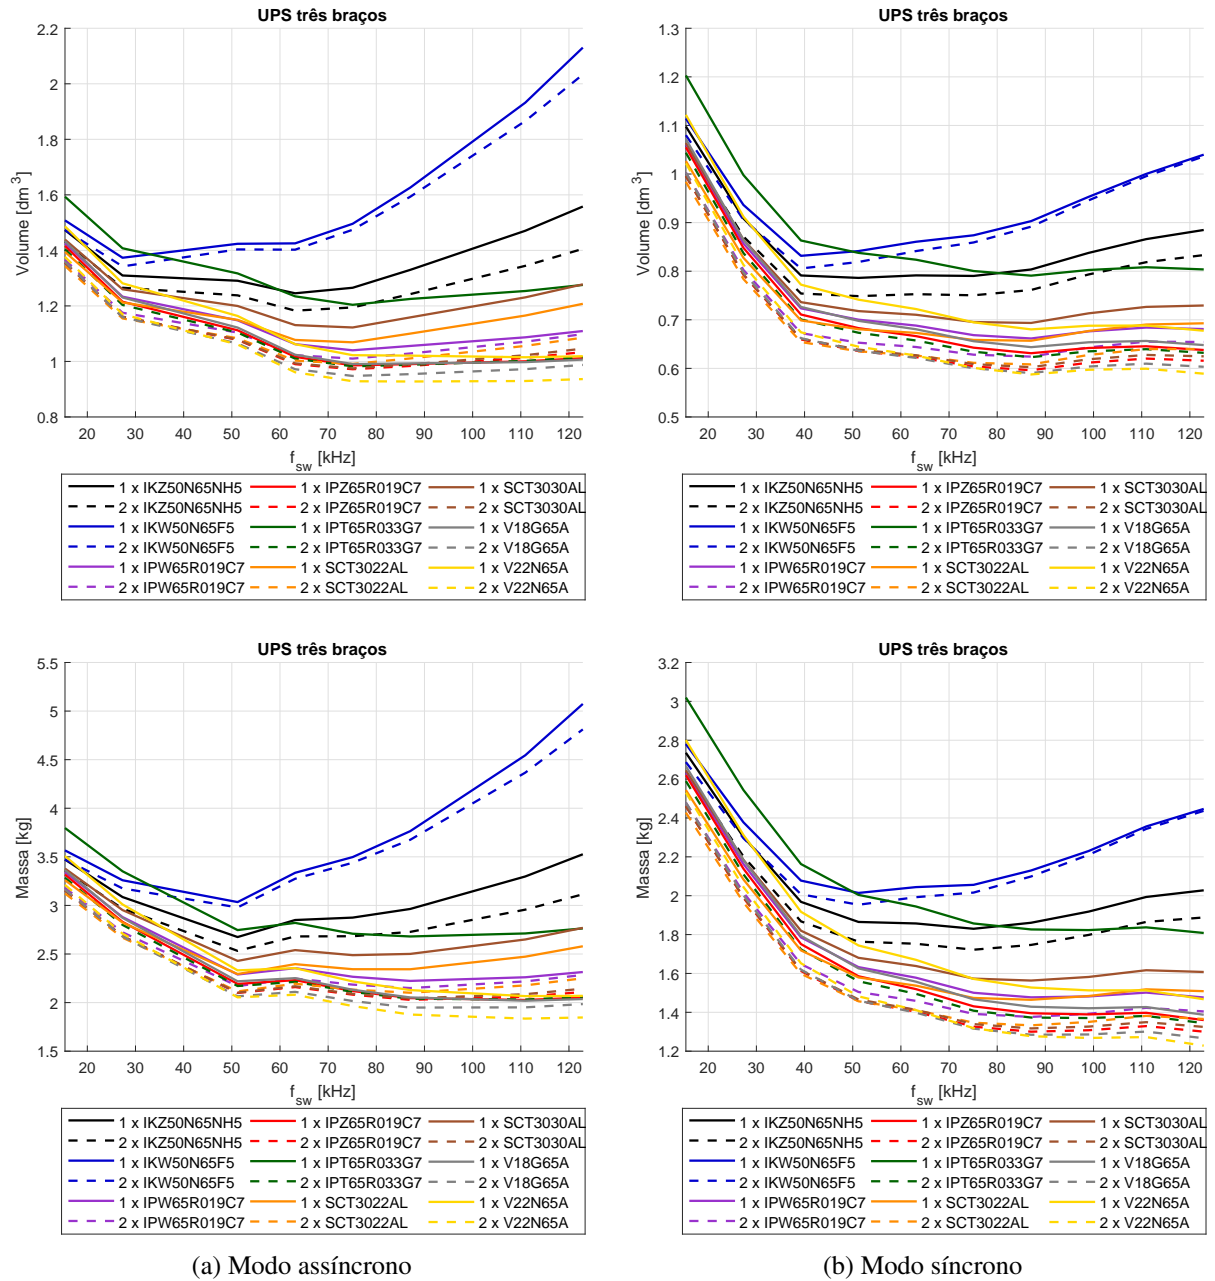 UPS três braços
2.2
2
1.8
1.6
1.4
1.2
1
0.8
Volume [dm³]
20 30 40 50 60 70 80 90 100 110 120
f_sw [kHz]
1 x IKZ50N65NH5 1 x IPZ65R019C7 1 x SCT3030AL
2 x IKZ50N65NH5 2 x IPZ65R019C7 2 x SCT3030AL
1 x IKW50N65F5 1 x IPT65R033G7 1 x V18G65A
2 x IKW50N65F5 2 x IPT65R033G7 2 x V18G65A
1 x IPW65R019C7 1 x SCT3022AL 1 x V22N65A
2 x IPW65R019C7 2 x SCT3022AL 2 x V22N65A
UPS três braços
1.3
1.2
1.1
1
0.9
0.8
0.7
0.6
0.5
Volume [dm³]
20 30 40 50 60 70 80 90 100 110 120
f_sw [kHz]
1 x IKZ50N65NH5 1 x IPZ65R019C7 1 x SCT3030AL
2 x IKZ50N65NH5 2 x IPZ65R019C7 2 x SCT3030AL
1 x IKW50N65F5 1 x IPT65R033G7 1 x V18G65A
2 x IKW50N65F5 2 x IPT65R033G7 2 x V18G65A
1 x IPW65R019C7 1 x SCT3022AL 1 x V22N65A
2 x IPW65R019C7 2 x SCT3022AL 2 x V22N65A
UPS três braços
5.5
5
4.5
4
3.5
3
2.5
2
1.5
Massa [kg]
20 30 40 50 60 70 80 90 100 110 120
f_sw [kHz]
1 x IKZ50N65NH5 1 x IPZ65R019C7 1 x SCT3030AL
2 x IKZ50N65NH5 2 x IPZ65R019C7 2 x SCT3030AL
1 x IKW50N65F5 1 x IPT65R033G7 1 x V18G65A
2 x IKW50N65F5 2 x IPT65R033G7 2 x V18G65A
1 x IPW65R019C7 1 x SCT3022AL 1 x V22N65A
2 x IPW65R019C7 2 x SCT3022AL 2 x V22N65A
(a) Modo assíncrono
UPS três braços
3.2
3
2.8
2.6
2.4
2.2
2
1.8
1.6
1.4
1.2
Massa [kg]
20 30 40 50 60 70 80 90 100 110 120
f_sw [kHz]
1 x IKZ50N65NH5 1 x IPZ65R019C7 1 x SCT3030AL
2 x IKZ50N65NH5 2 x IPZ65R019C7 2 x SCT3030AL
1 x IKW50N65F5 1 x IPT65R033G7 1 x V18G65A
2 x IKW50N65F5 2 x IPT65R033G7 2 x V18G65A
1 x IPW65R019C7 1 x SCT3022AL 1 x V22N65A
2 x IPW65R019C7 2 x SCT3022AL 2 x V22N65A
(b) Modo síncrono